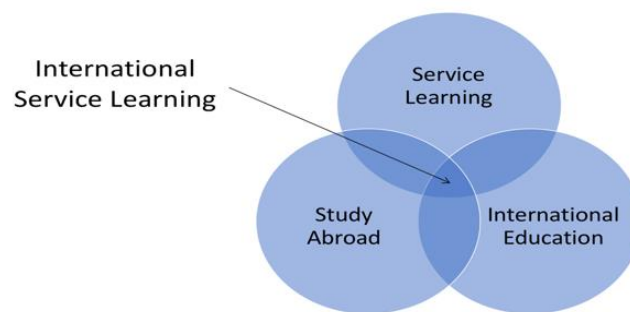 International
Service Learning
Service
Learning
Study
Abroad
International
Education